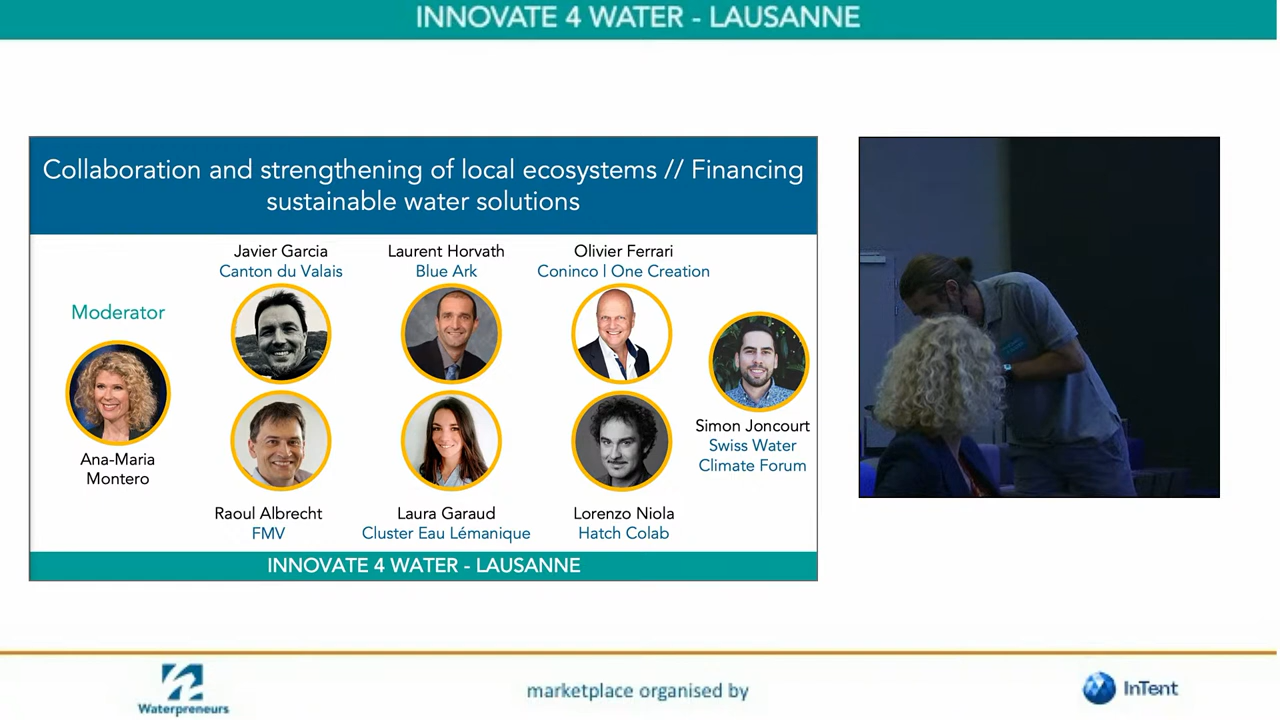 INNOVATE 4 WATER - LAUSANNE
Collaboration and strengthening of local ecosystems // Financing
sustainable water solutions
Moderator
Ana-Maria
Montero
Javier Garcia
Canton du Valais
Laurent Horvath
Blue Ark
Olivier Ferrari
Coninco | One Creation
Simon Joncourt
Swiss Water
Climate Forum
Raoul Albrecht
FMV
Laura Garaud
Cluster Eau Lémanique
Lorenzo Niola
Hatch Colab
INNOVATE 4 WATER - LAUSANNE
Waterpreneurs
marketplace organised by
InTent